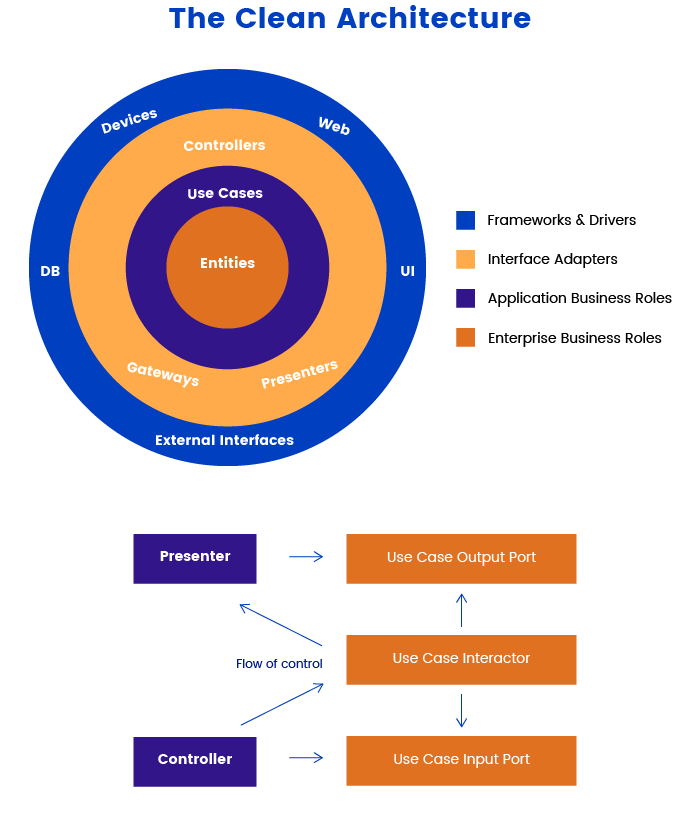 The Clean Architecture
Devices
Web
Controllers
Use Cases
Entities
DB
UI
Gateways
Presenters
External Interfaces
Frameworks & Drivers
Interface Adapters
Application Business Roles
Enterprise Business Roles
Presenter
Use Case Output Port
Use Case Interactor
Flow of control
Controller
Use Case Input Port